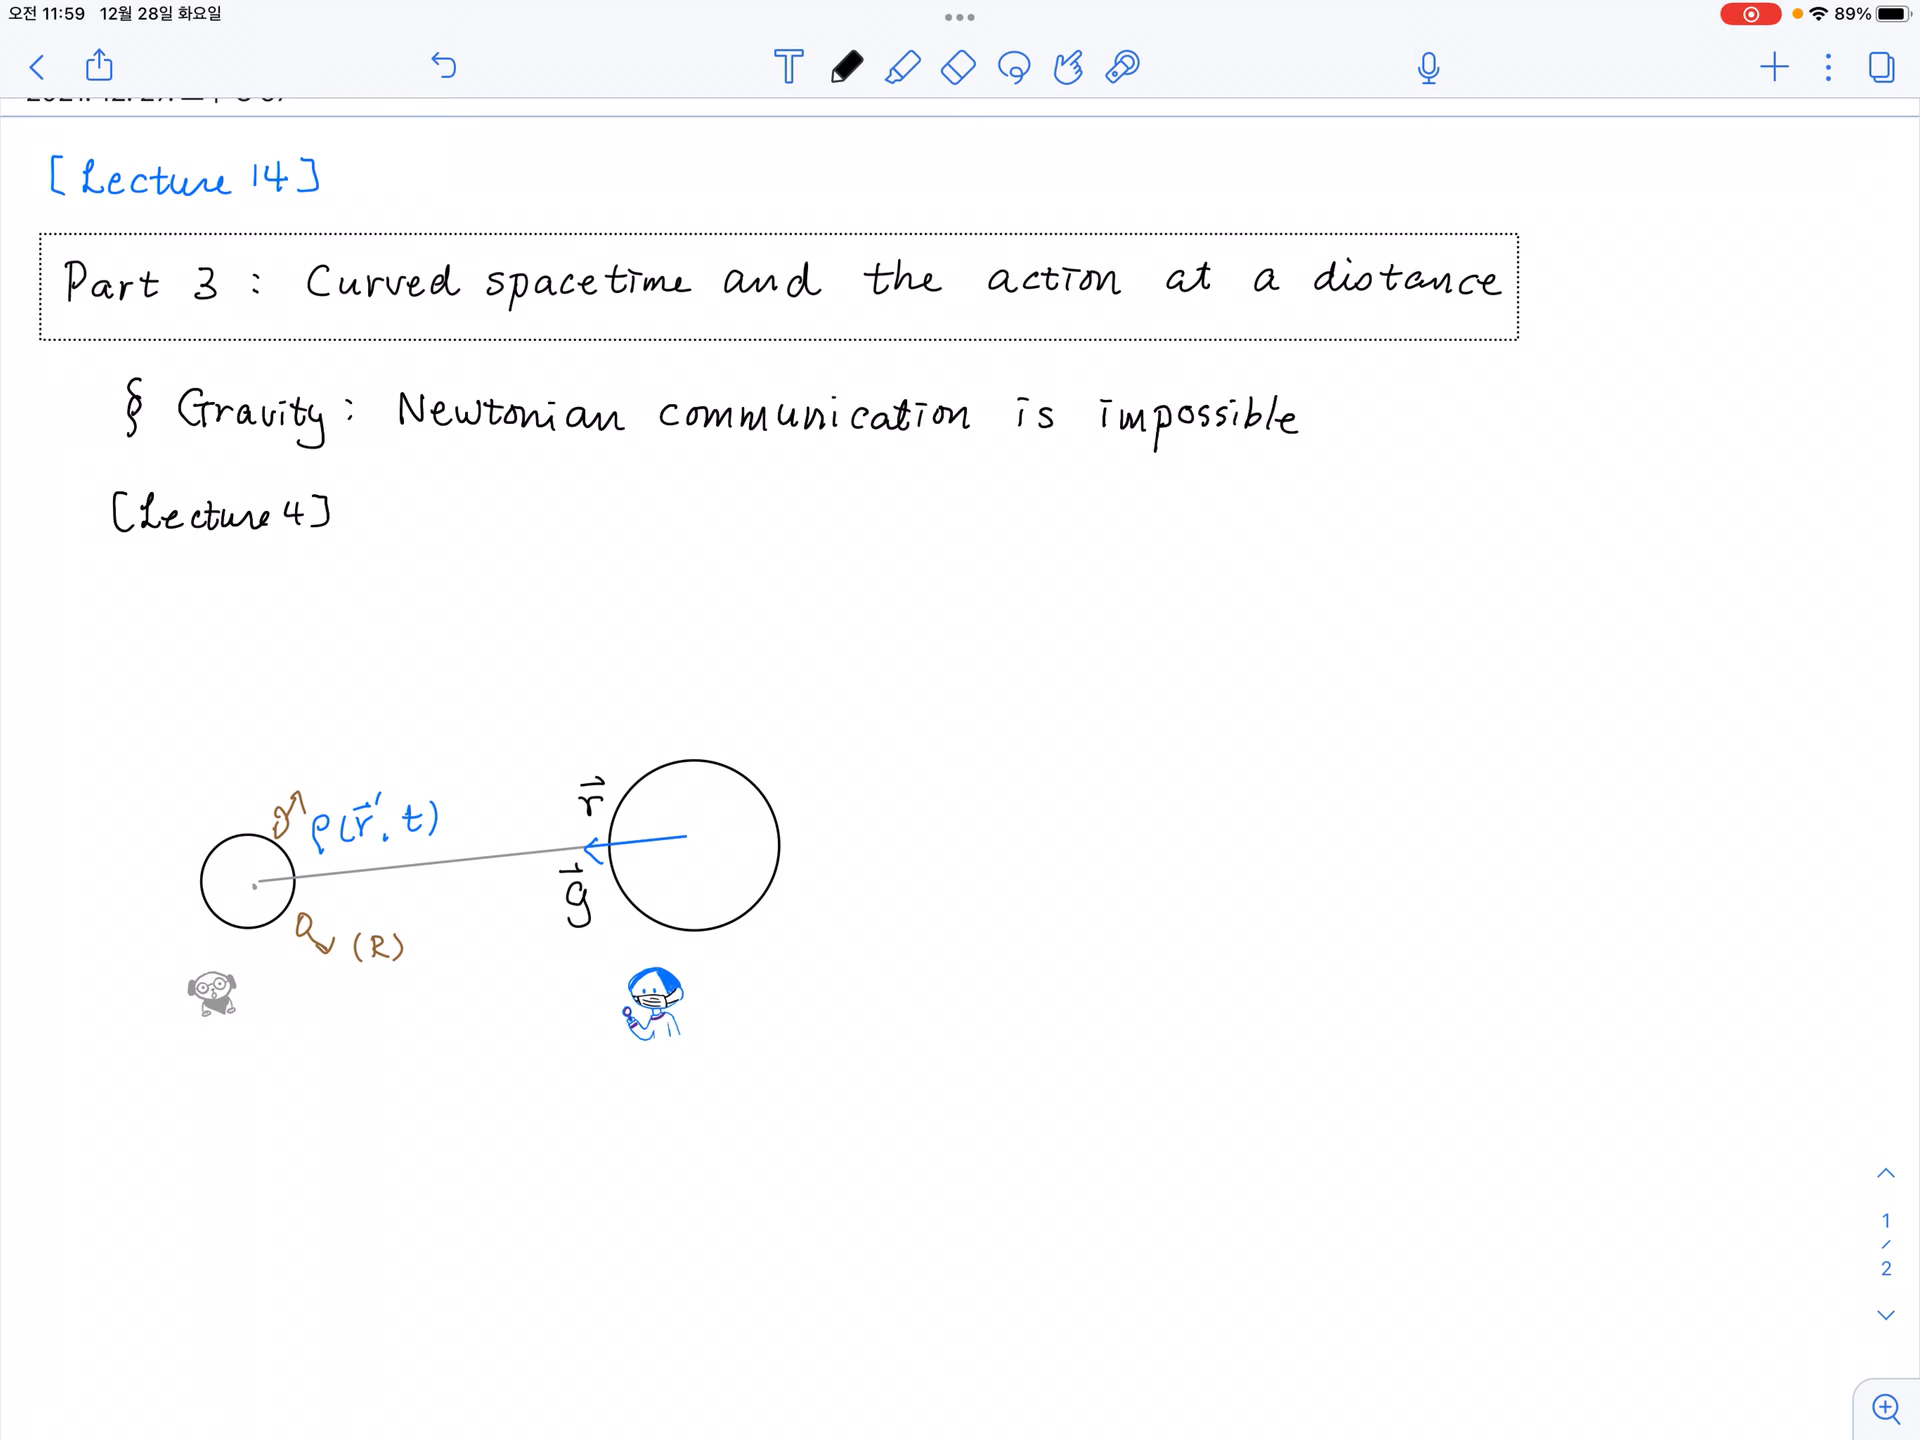 오전 11:59 12월 28일 화요일
89%
[Lecture 14]
Part 3 : Curved spacetime and the action at a distance
§ Gravity : Newtonian communication is impossible
[Lecture 4]
r⃗
ρ(r⃗′, t)
g⃗
(R)
1
/
2